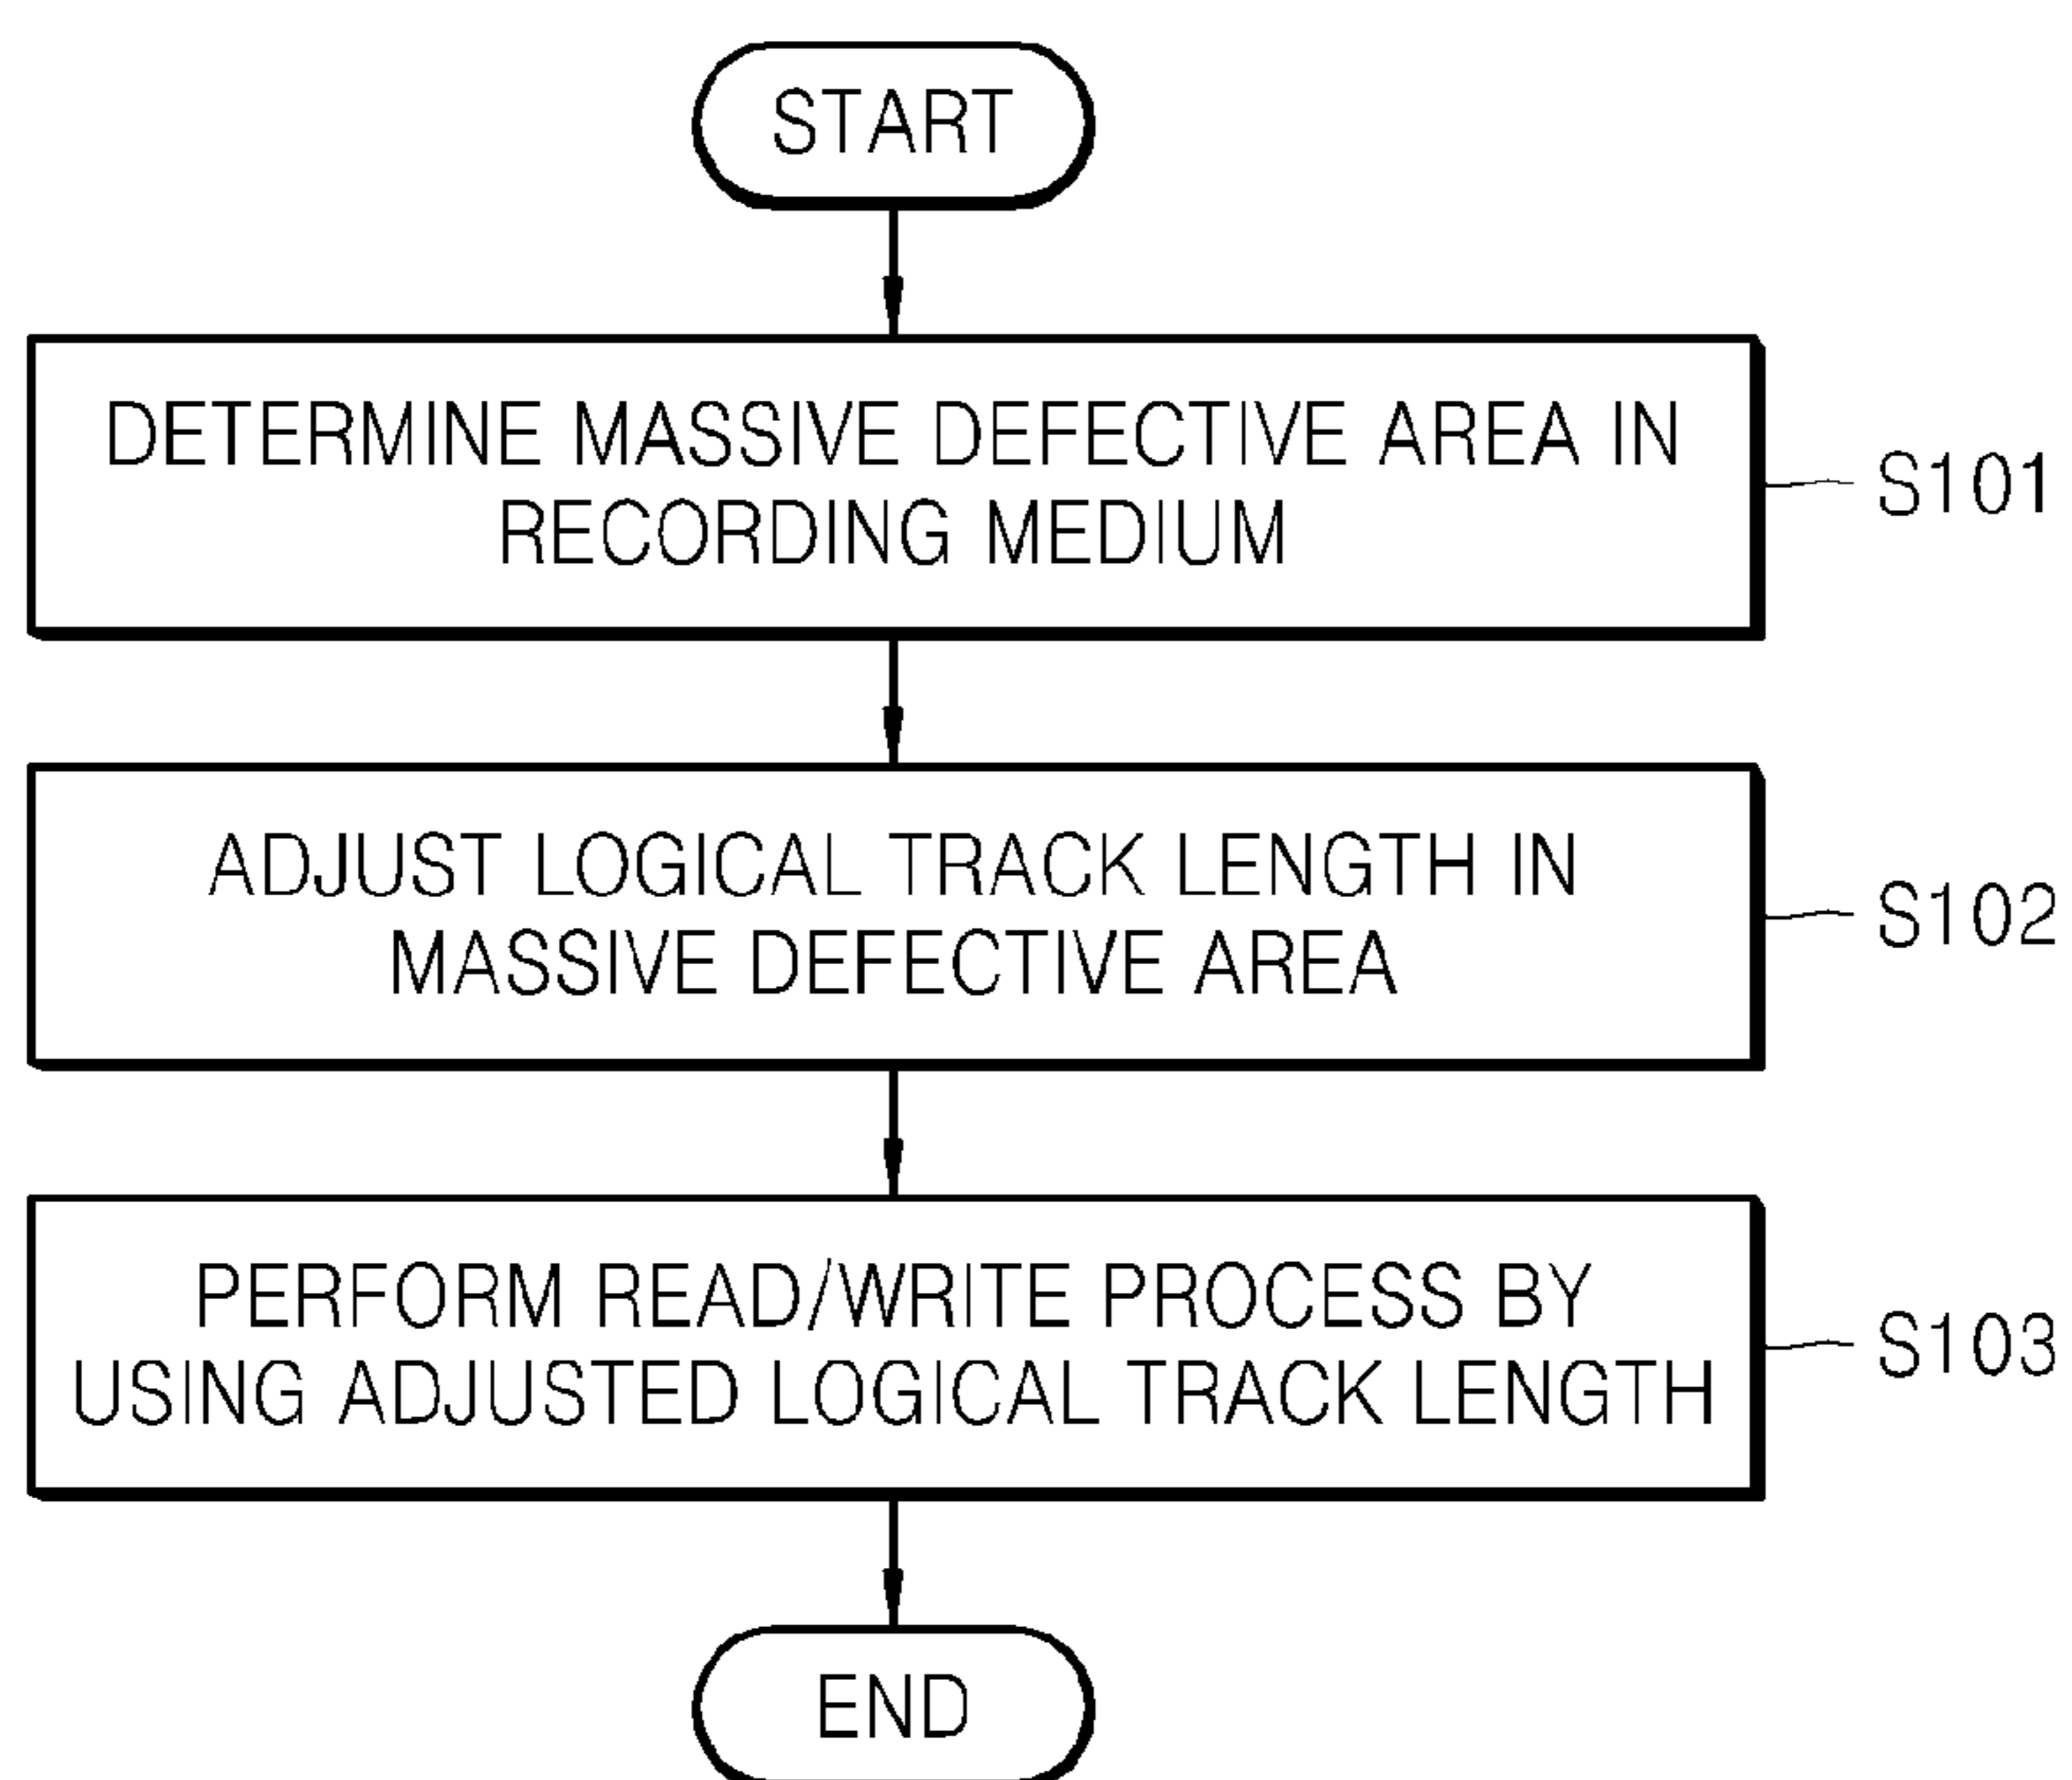 START
DETERMINE MASSIVE DEFECTIVE AREA IN
RECORDING MEDIUM
S101
ADJUST LOGICAL TRACK LENGTH IN
MASSIVE DEFECTIVE AREA
S102
PERFORM READ/WRITE PROCESS BY
USING ADJUSTED LOGICAL TRACK LENGTH
S103
END